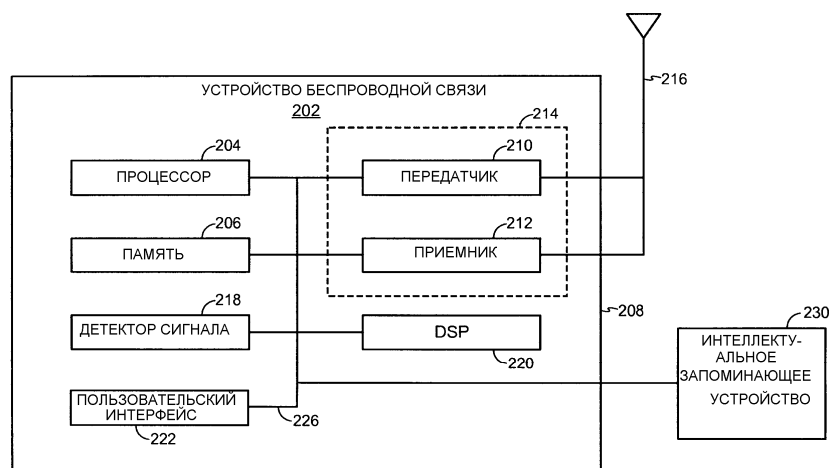 УСТРОЙСТВО БЕСПРОВОДНОЙ СВЯЗИ
202
216
214
204
ПРОЦЕССОР
210
ПЕРЕДАТЧИК
206
ПАМЯТЬ
212
ПРИЕМНИК
218
ДЕТЕКТОР СИГНАЛА
DSP
220
208
230
ИНТЕЛЛЕКТУ-
АЛЬНОЕ
ЗАПОМИНАЮЩЕЕ
УСТРОЙСТВО
ПОЛЬЗОВАТЕЛЬСКИЙ
ИНТЕРФЕЙС
222
226